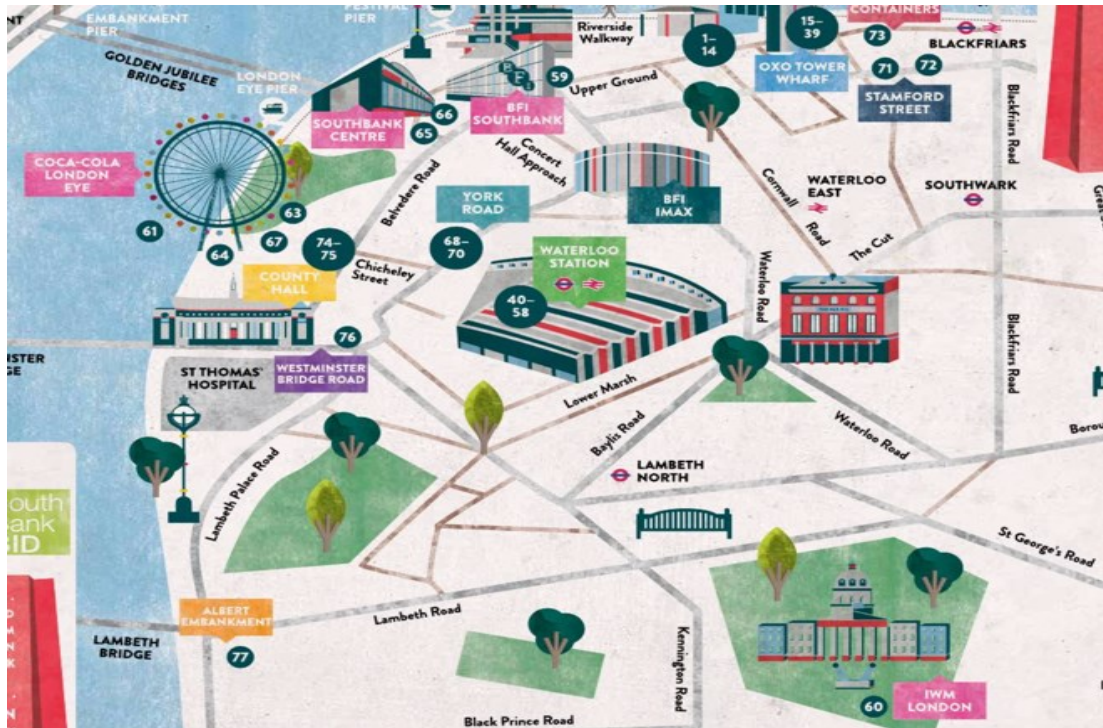 EMBANKMENT
PIER
FESTIVAL
PIER
GOLDEN JUBILEE
BRIDGES
LONDON
EYE PIER
SOUTHBANK
CENTRE
66
65
BFI
BFI
SOUTHBANK
59
Riverside
Walkway
Upper Ground
1–
14
15–
39
OXO TOWER
WHARF
CONTAINERS
73
71
72
STAMFORD
STREET
BLACKFRIARS
Blackfriars Road
COCA-COLA
LONDON
EYE
61
64
67
63
Belvedere Road
Concert
Hall Approach
YORK
ROAD
68–
70
74–
75
Chicheley
Street
BFI
IMAX
Cornwall
Road
WATERLOO
EAST
SOUTHWARK
The Cut
WATERLOO
STATION
40–
58
Waterloo Road
COUNTY
HALL
76
WESTMINSTER
BRIDGE ROAD
ST THOMAS'
HOSPITAL
Lower Marsh
Baylis Road
Waterloo Road
Blackfriars Road
LAMBETH
NORTH
Lambeth Palace Road
St George's Road
ALBERT
EMBANKMENT
77
LAMBETH
BRIDGE
Lambeth Road
Kennington Road
Black Prince Road
60
IWM
LONDON